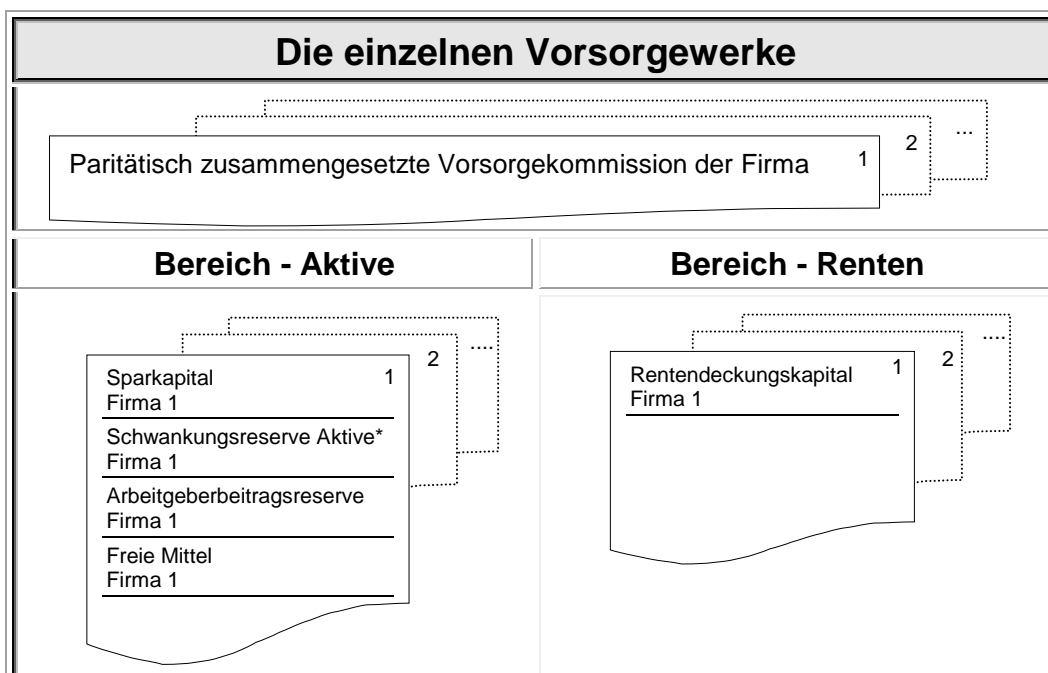 Die einzelnen Vorsorgewerke
...
2
1
Paritätisch zusammengesetzte Vorsorgekommission der Firma
Bereich - Aktive
Bereich - Renten
....
2
Sparkapital 1
Firma 1
Schwankungsreserve Aktive*
Firma 1
Arbeitgeberbeitragsreserve
Firma 1
Freie Mittel
Firma 1
....
2
Rentendeckungskapital 1
Firma 1